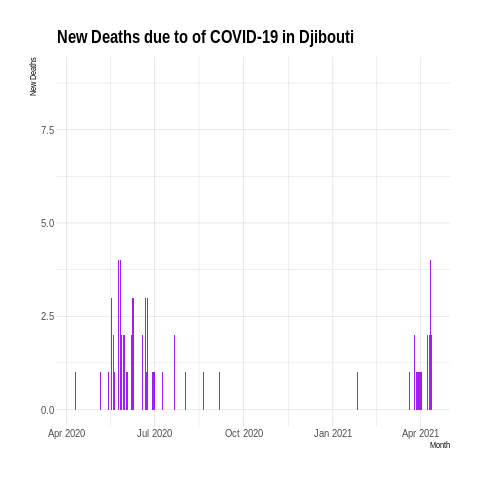 New Deaths due to of COVID-19 in Djibouti
New Deaths
7.5
5.0
2.5
0.0
Apr 2020 Jul 2020 Oct 2020 Jan 2021 Apr 2021
Month